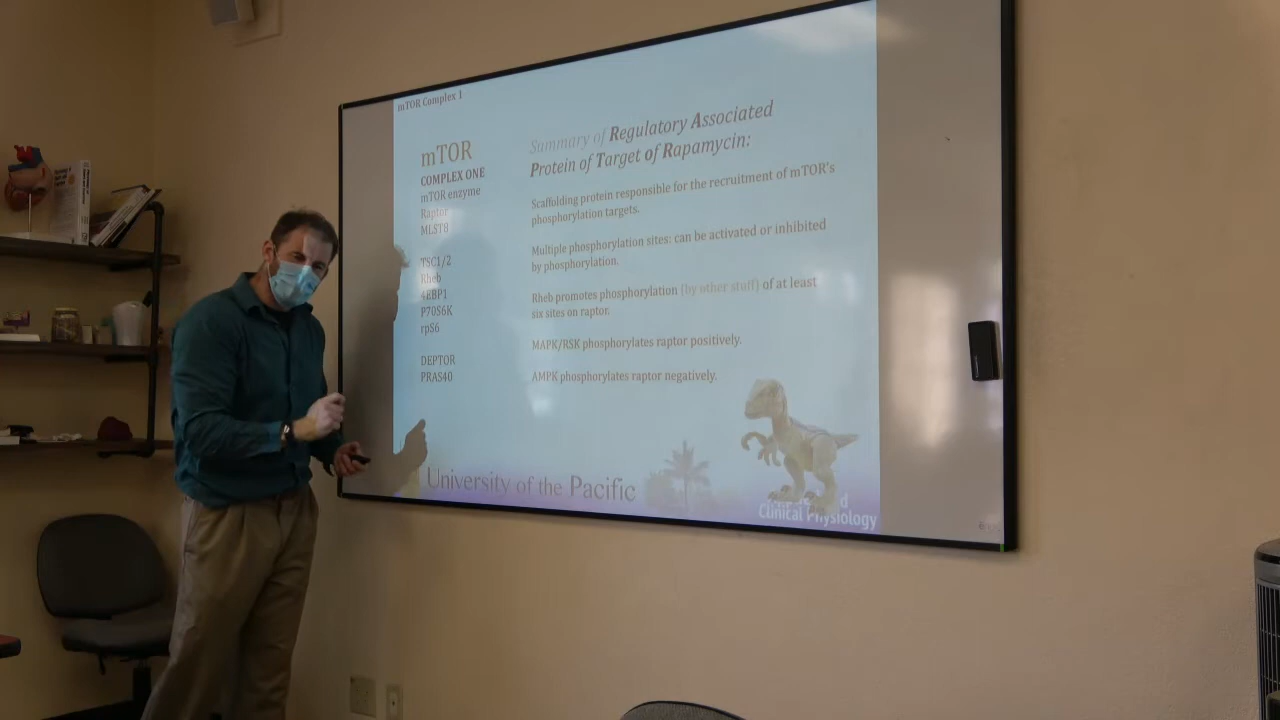 mTOR Complex 1
mTOR
COMPLEX ONE
mTOR enzyme
Raptor
MLST8
TSC1/2
Rheb
4EBP1
P70S6K
rpS6
DEPTOR
PRAS40
Summary of Regulatory Associated
Protein of Target of Rapamycin:
Scaffolding protein responsible for the recruitment of mTOR's
phosphorylation targets.
Multiple phosphorylation sites: can be activated or inhibited
by phosphorylation.
Rheb promotes phosphorylation (by other stuff) of at least
six sites on raptor.
MAPK/RSK phosphorylates raptor positively.
AMPK phosphorylates raptor negatively.
University of the Pacific
Clinical Physiology